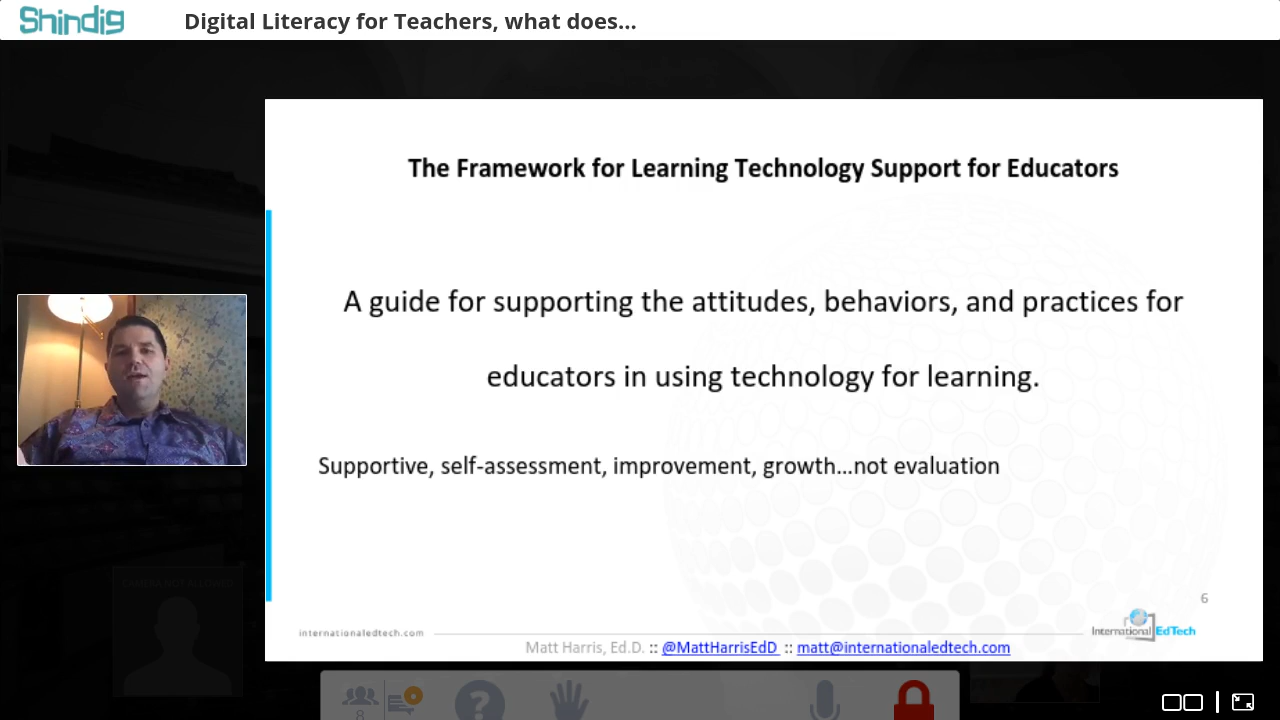 Shindig
Digital Literacy for Teachers, what does...
The Framework for Learning Technology Support for Educators
A guide for supporting the attitudes, behaviors, and practices for
educators in using technology for learning.
Supportive, self-assessment, improvement, growth...not evaluation
6
internationaledtech.com
International EdTech
Matt Harris, Ed.D. :: @MattHarrisEdD :: matt@internationaledtech.com
8